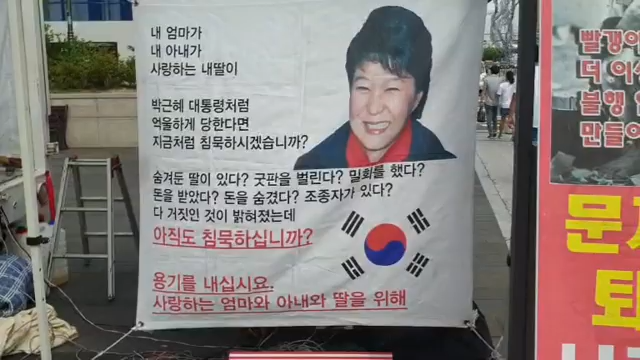 내 엄마가
내 아내가
사랑하는 내딸이
박근혜 대통령처럼
억울하게 당한다면
지금처럼 침묵하시겠습니까?
숨겨둔 딸이 있다? 굿판을 벌린다? 밀회를 했다?
돈을 받았다? 돈을 숨겼다? 조종자가 있다?
다 거짓인 것이 밝혀졌는데
아직도 침묵하십니까?
용기를 내십시요.
사랑하는 엄마와 아내와 딸을 위해
빨갱이
더 이
불행
만들
문
퇴